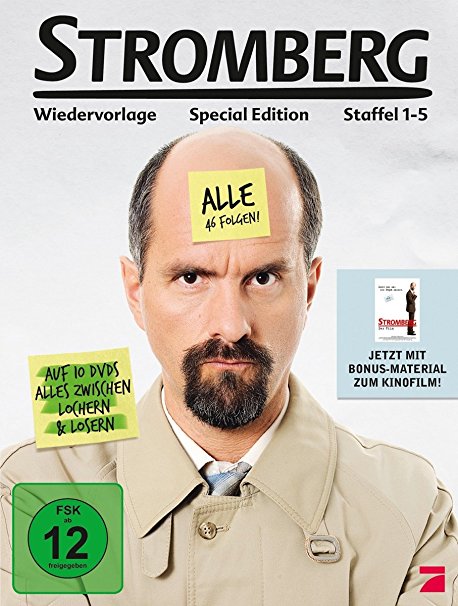 STROMBERG
Wiedervorlage Special Edition Staffel 1-5
ALLE
46 FOLGEN!
STROMBERG
JETZT MIT
BONUS-MATERIAL
ZUM KINOFILM!
AUF 10 DVDS
ALLES ZWISCHEN
LOCHERN
& LOSERN
FSK
ab
12
freigegeben